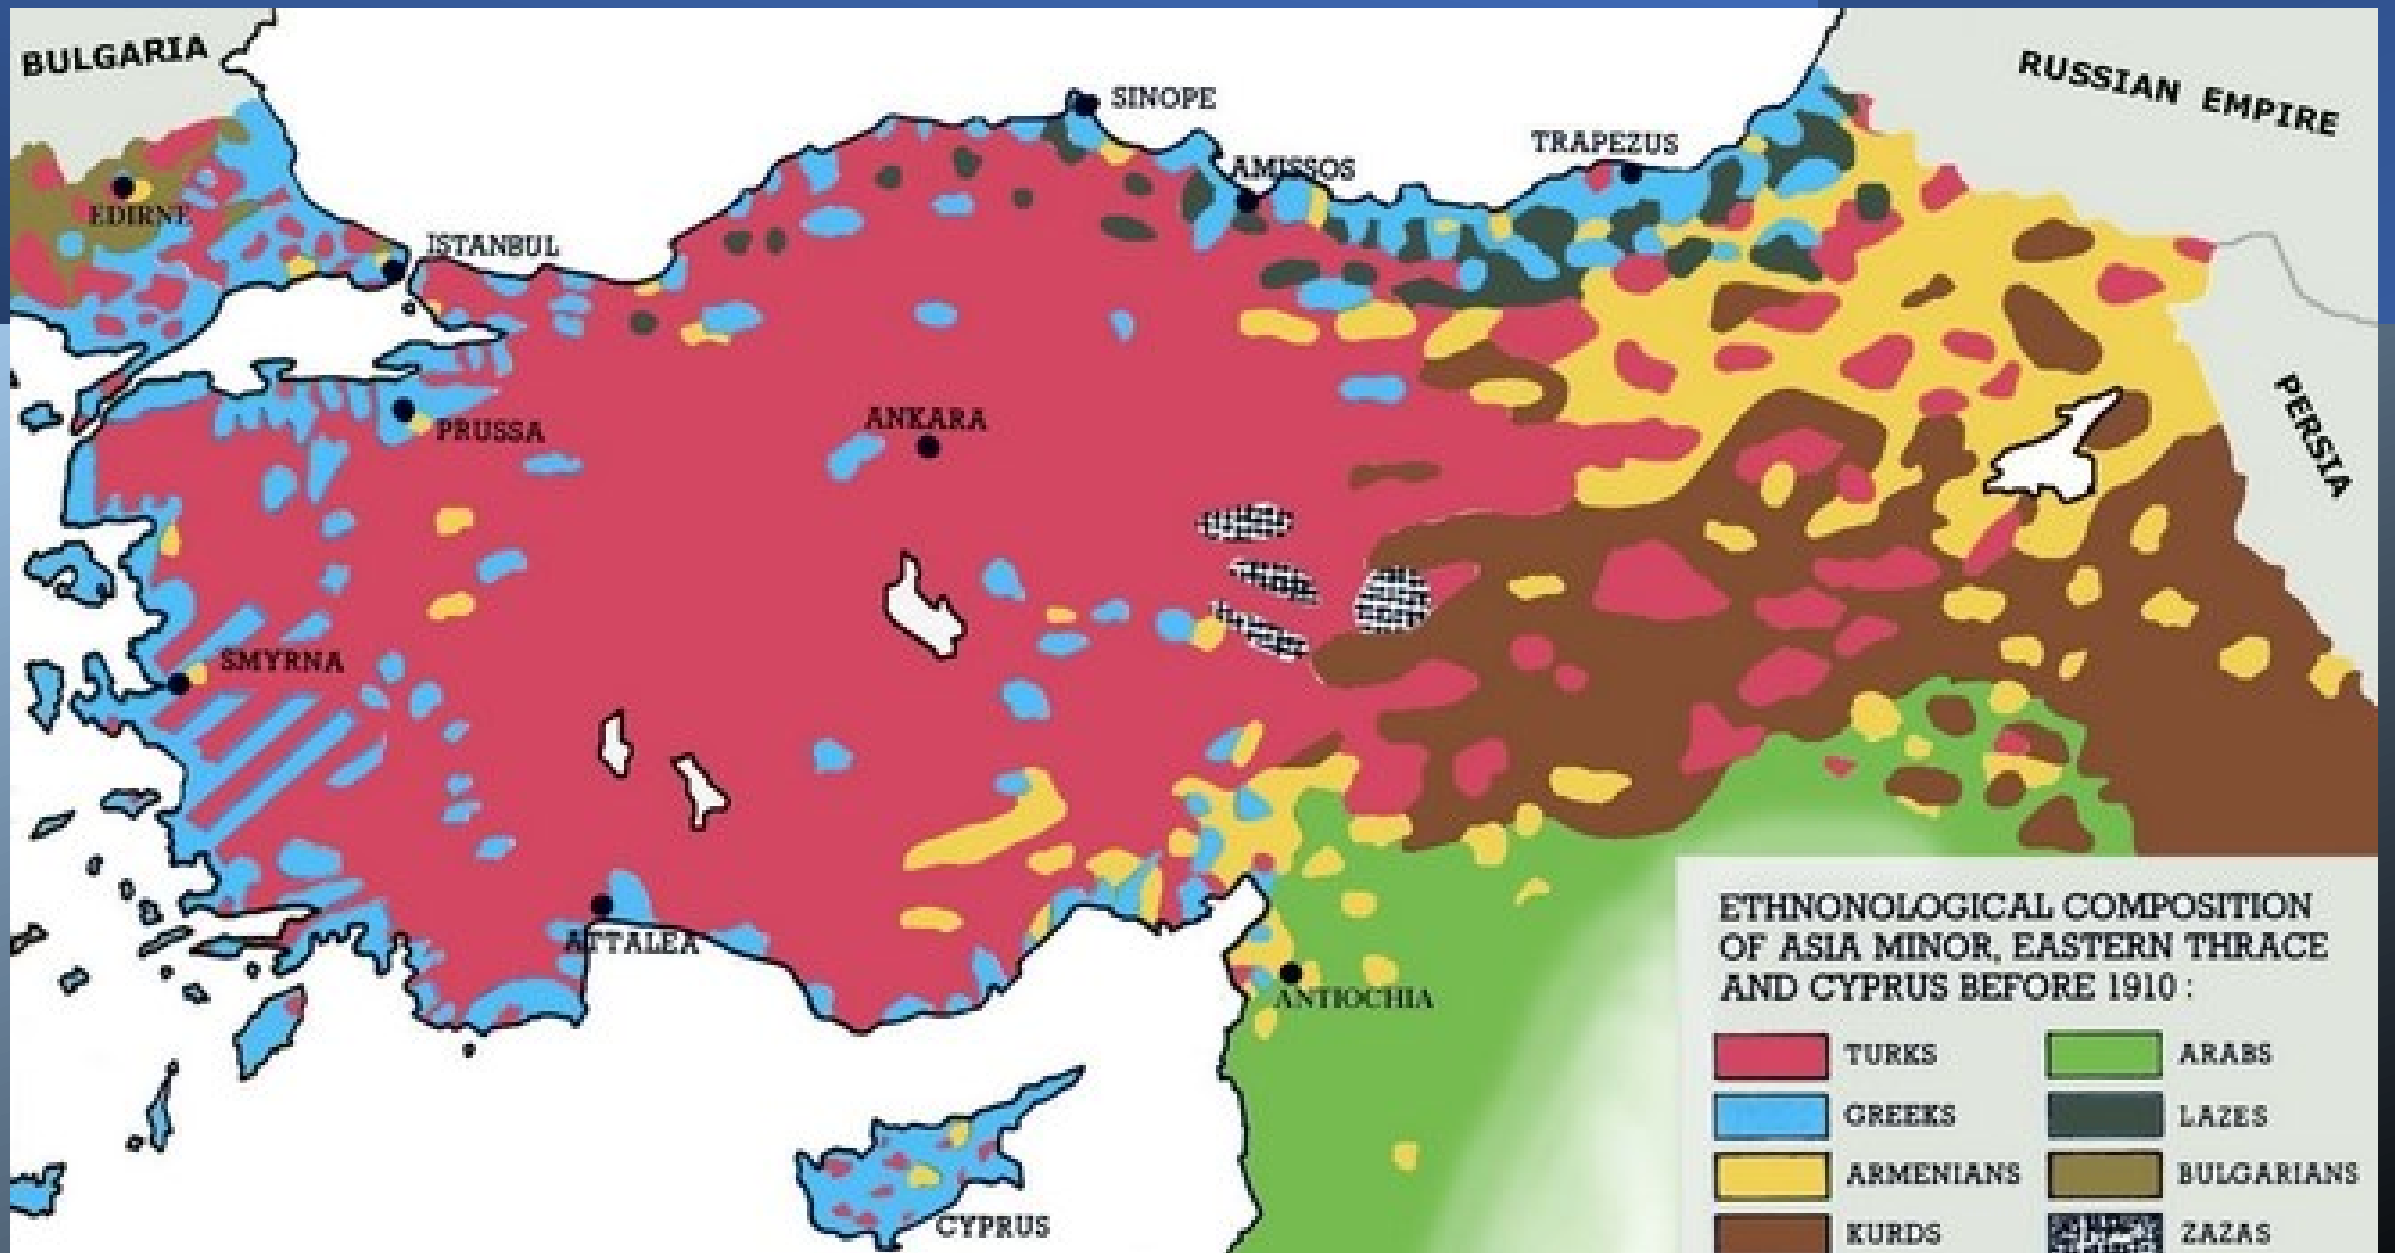 BULGARIA
RUSSIAN EMPIRE
SINOPE
TRAPEZUS
AMISSOS
EDIRNE
ISTANBUL
PERSIA
ANKARA
PRUSSA
SMYRNA
ATTALEA
ANTIOCHIA
CYPRUS
ETHNONOLOGICAL COMPOSITION
OF ASIA MINOR, EASTERN THRACE
AND CYPRUS BEFORE 1910 :
TURKS
ARABS
GREEKS
LAZES
ARMENIANS
BULGARIANS
KURDS
ZAZAS